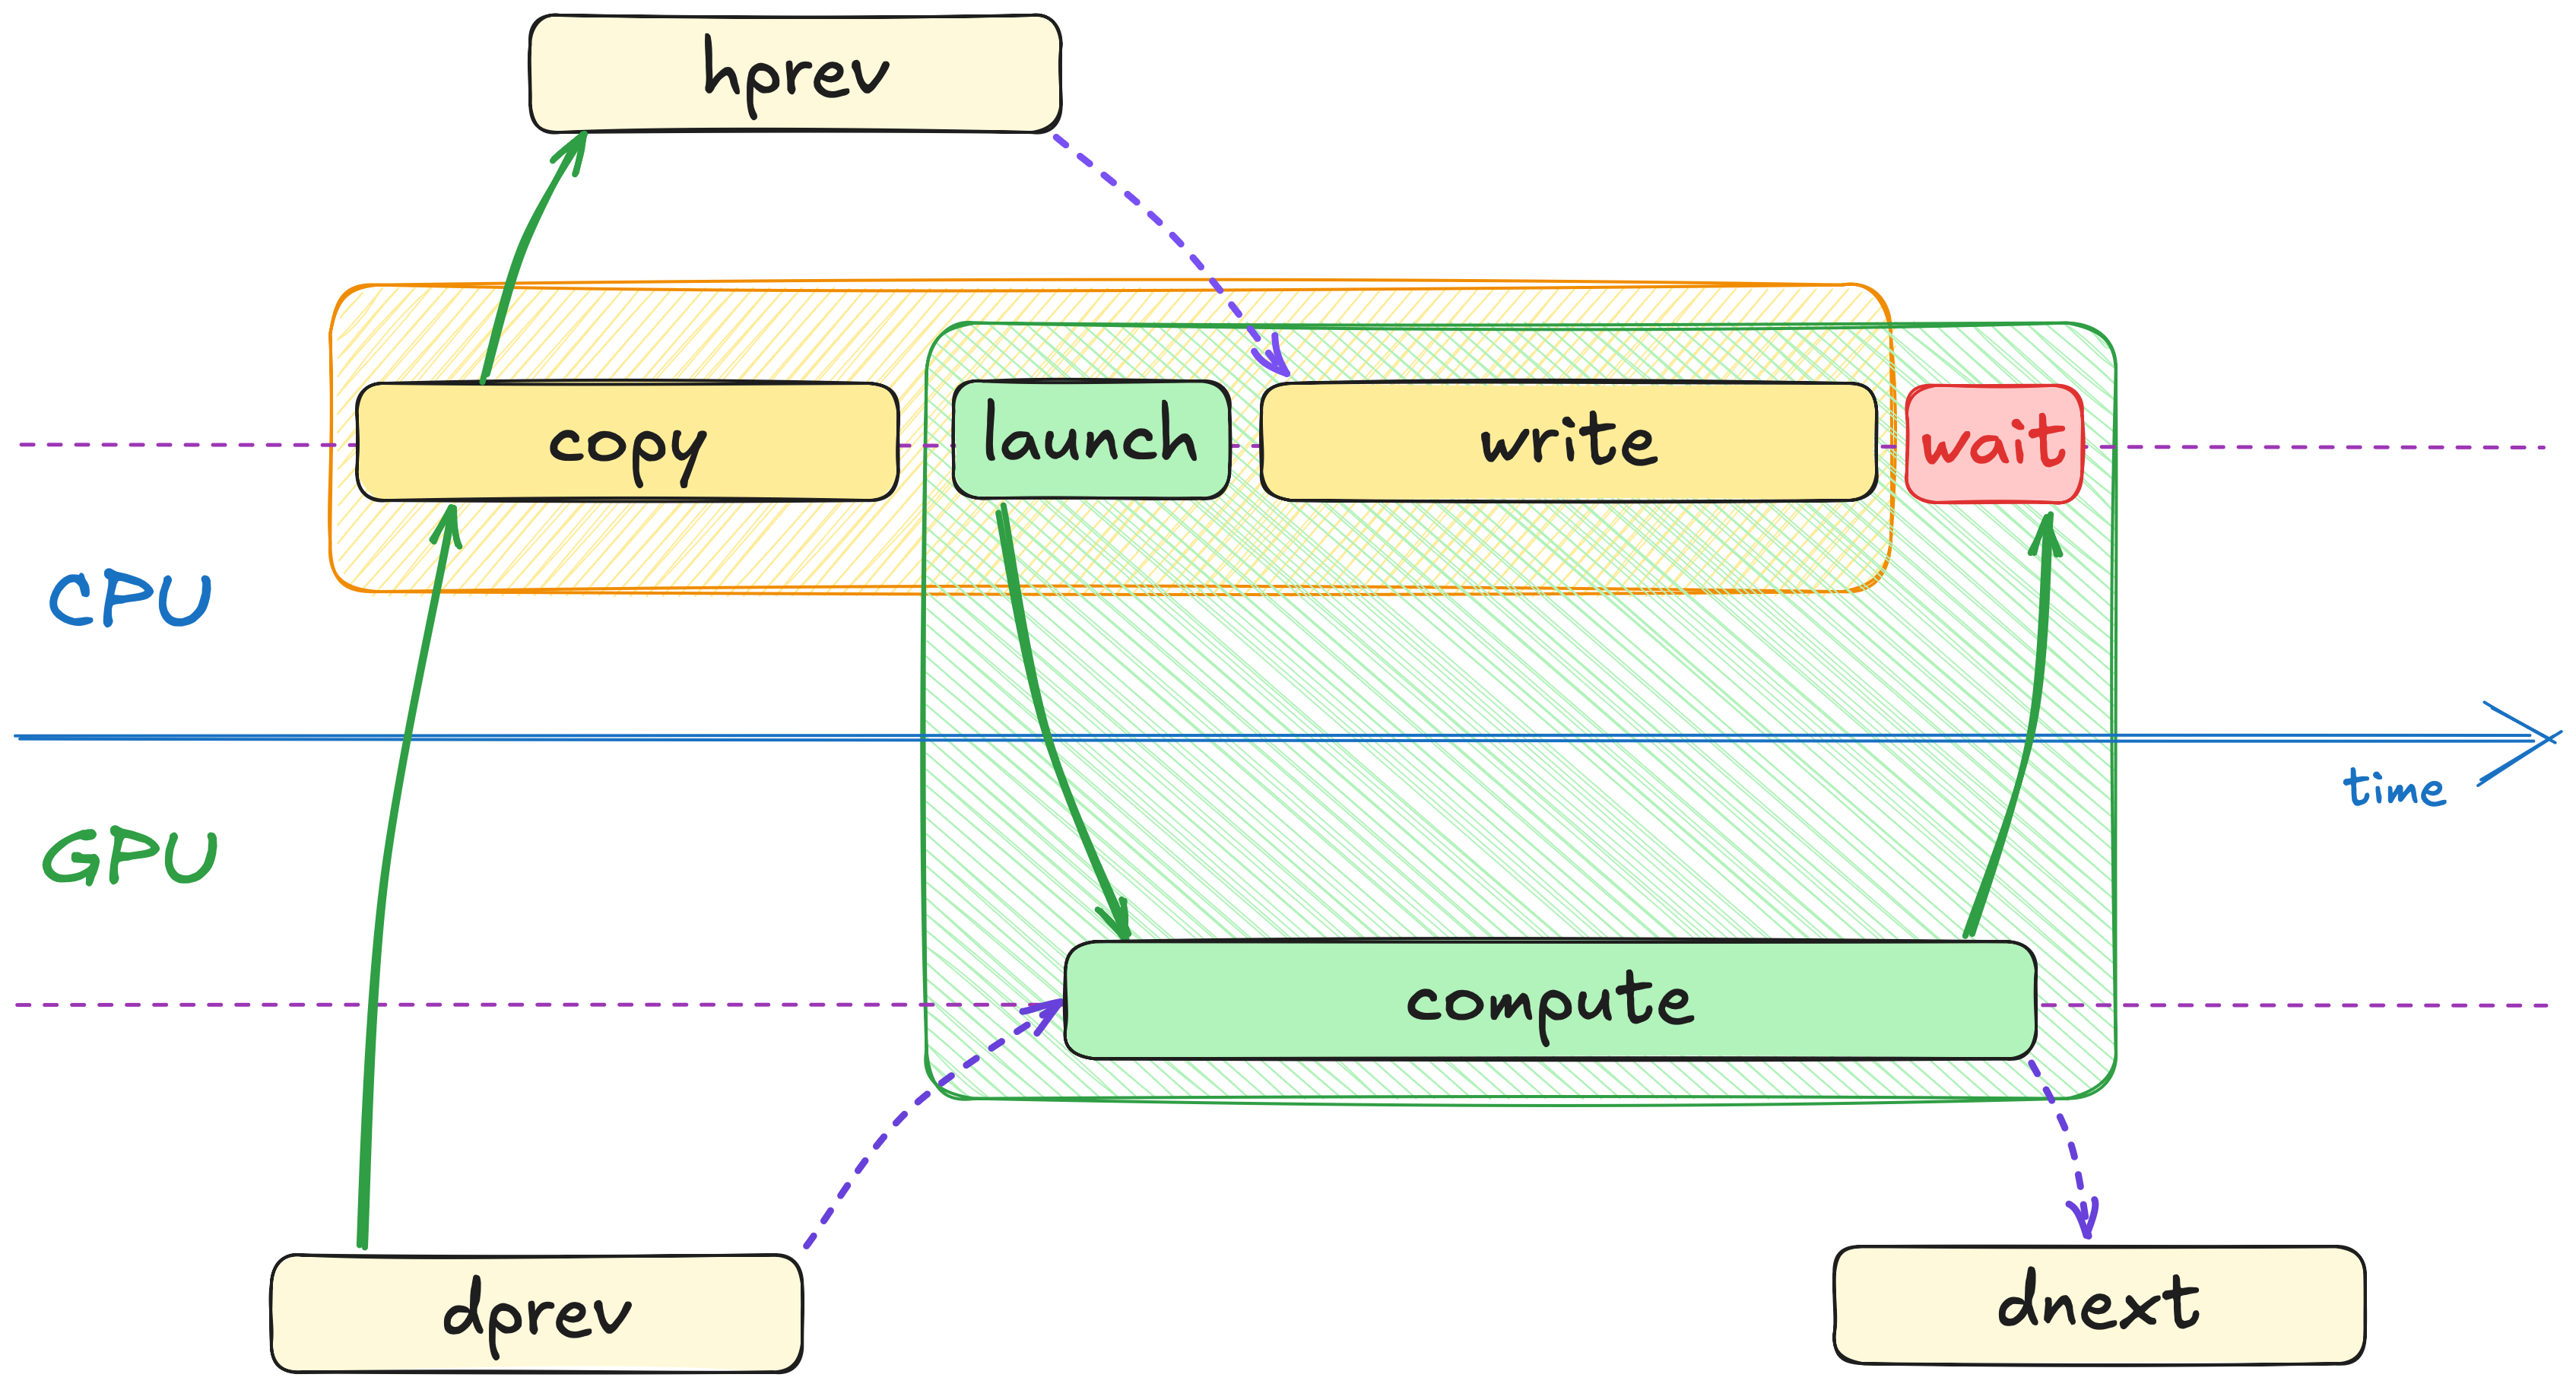 hprev
copy
launch
write
wait
CPU
time
GPU
compute
dprev
dnext